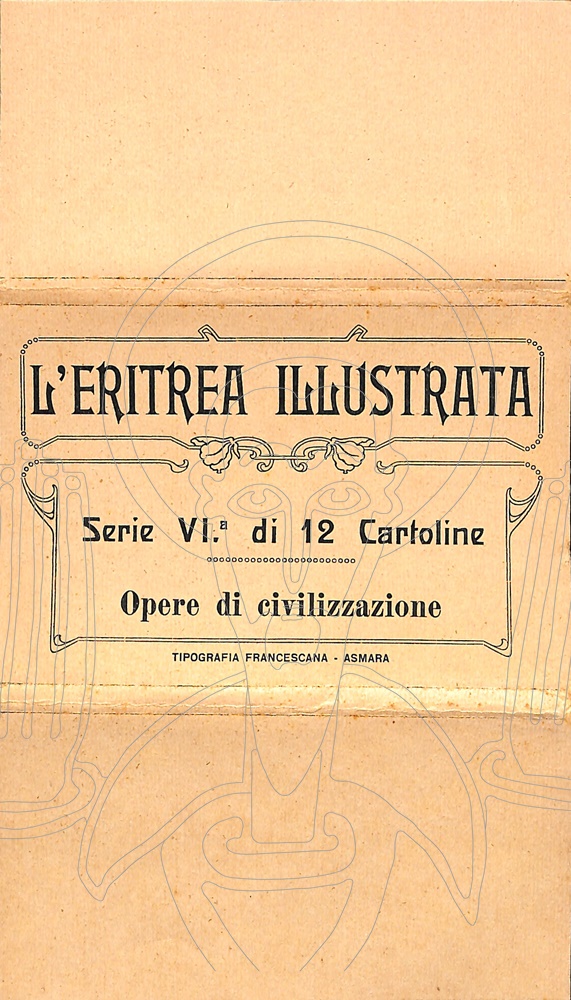 L'ERITREA ILLUSTRATA
Serie VI.ª di 12 Cartoline
Opere di civilizzazione
TIPOGRAFIA FRANCESCANA - ASMARA